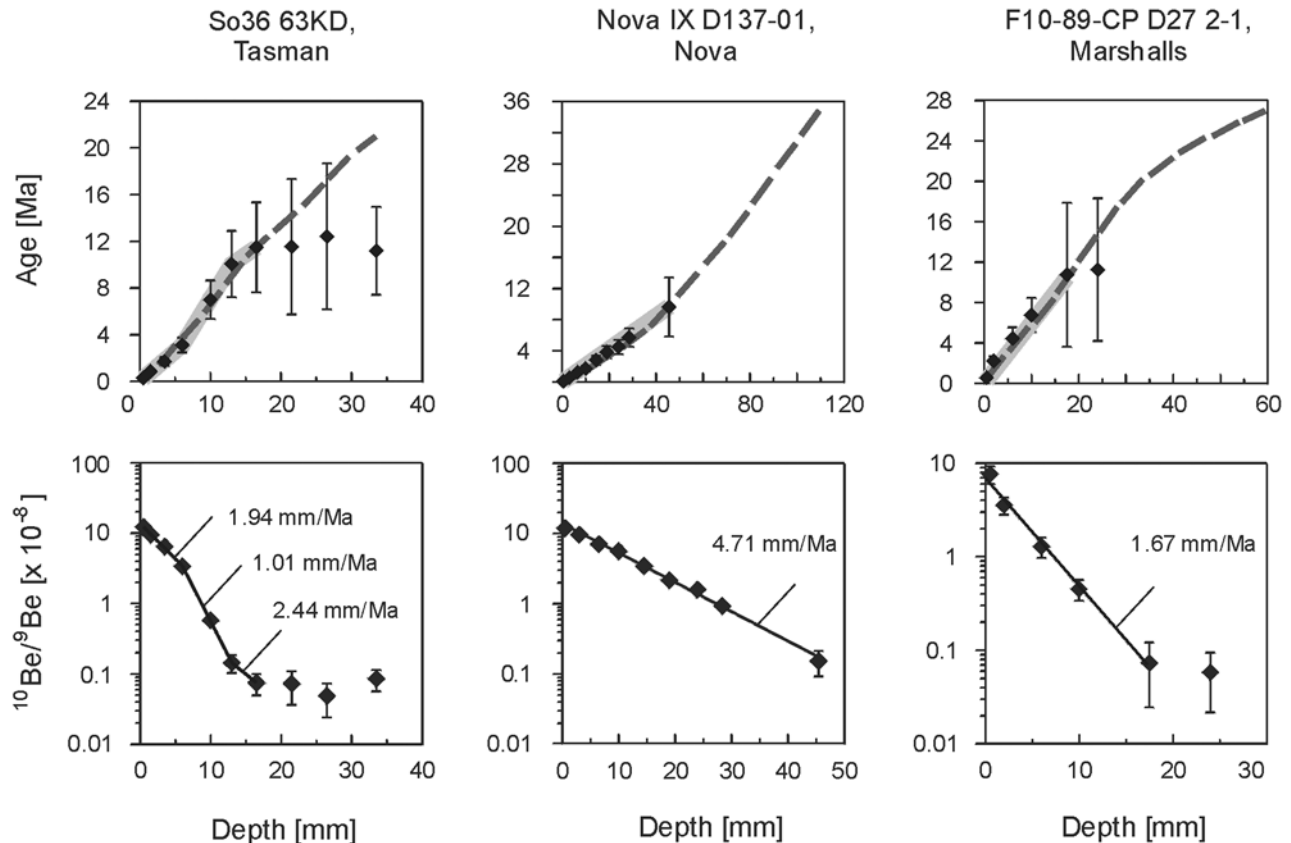 So36 63KD,
Tasman
Nova IX D137-01,
Nova
F10-89-CP D27 2-1,
Marshalls
Age [Ma]
24
20
16
12
8
4
0
0 10 20 30 40
36
28
20
12
4
0 40 80 120
28
24
20
16
12
8
4
0
0 20 40 60
¹⁰Be/⁹Be [x 10⁻⁸]
100
10
1
0.1
0.01
1.94 mm/Ma
1.01 mm/Ma
2.44 mm/Ma
0 10 20 30 40
Depth [mm]
100
10
1
0.1
0.01
4.71 mm/Ma
0 10 20 30 40 50
Depth [mm]
10
1
0.1
0.01
1.67 mm/Ma
0 10 20 30
Depth [mm]